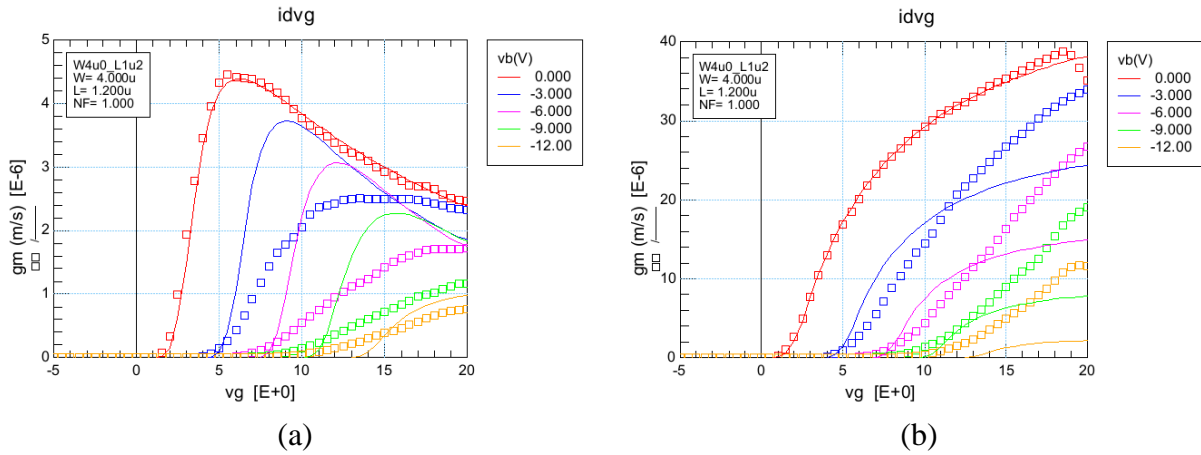 idvg
5
4
3
2
1
0
gm (m/s) [E-6]
W4u0_L1u2
W= 4.000u
L= 1.200u
NF= 1.000
-5
0
5
10
15
20
vg [E+0]
vb(V)
0.000
-3.000
-6.000
-9.000
-12.00
(a)
idvg
40
30
20
10
0
gm (m/s) [E-6]
W4u0_L1u2
W= 4.000u
L= 1.200u
NF= 1.000
-5
0
5
10
15
20
vg [E+0]
vb(V)
0.000
-3.000
-6.000
-9.000
-12.00
(b)